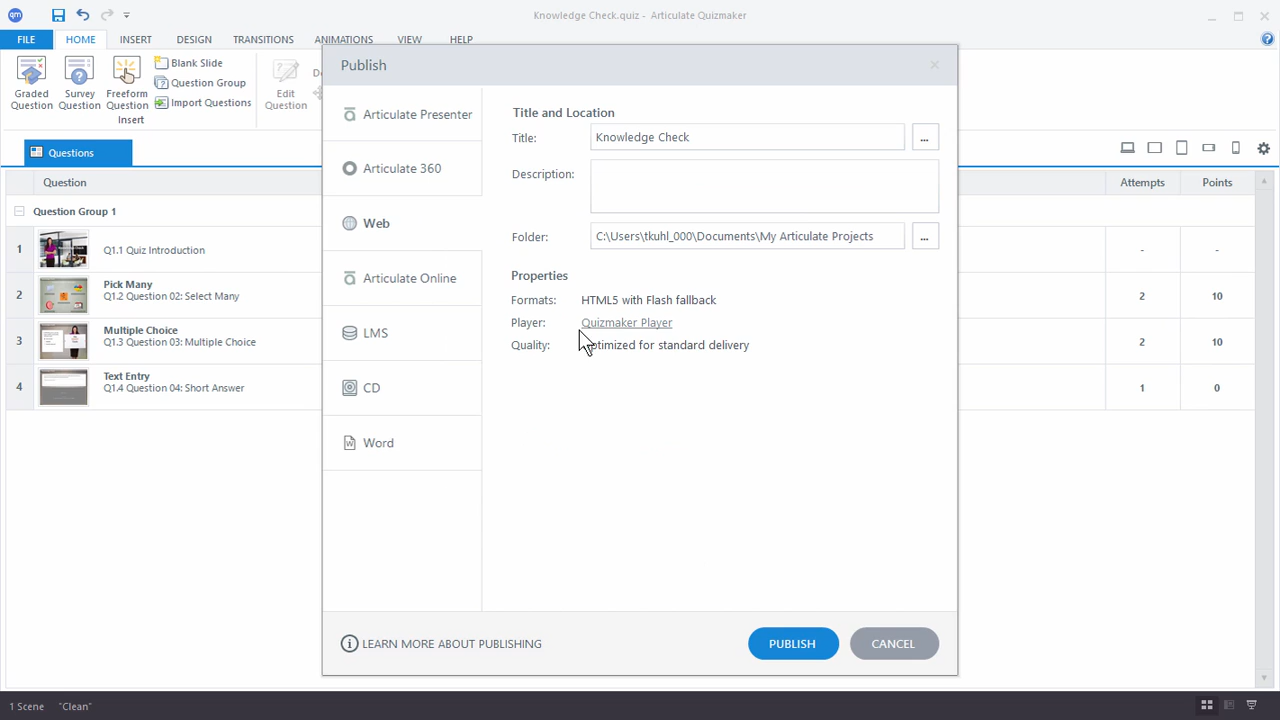 qm
Knowledge Check.quiz - Articulate Quizmaker
FILE
HOME
INSERT
DESIGN
TRANSITIONS
ANIMATIONS
VIEW
HELP
Graded Question
Survey Question
Freeform Question
Blank Slide
Question Group
Import Questions
Insert
Edit Question
Questions
Question
Attempts
Points
Question Group 1
1
Q1.1 Quiz Introduction
-
-
2
Pick Many
Q1.2 Question 02: Select Many
2
10
3
Multiple Choice
Q1.3 Question 03: Multiple Choice
2
10
4
Text Entry
Q1.4 Question 04: Short Answer
1
0
Publish
Articulate Presenter
Articulate 360
Web
Articulate Online
LMS
CD
Word
Title and Location
Title:
Knowledge Check
...
Description:
Folder:
C:\Users\tkuhl_000\Documents\My Articulate Projects
...
Properties
Formats: HTML5 with Flash fallback
Player: Quizmaker Player
Quality: Optimized for standard delivery
LEARN MORE ABOUT PUBLISHING
PUBLISH
CANCEL
1 Scene
"Clean"